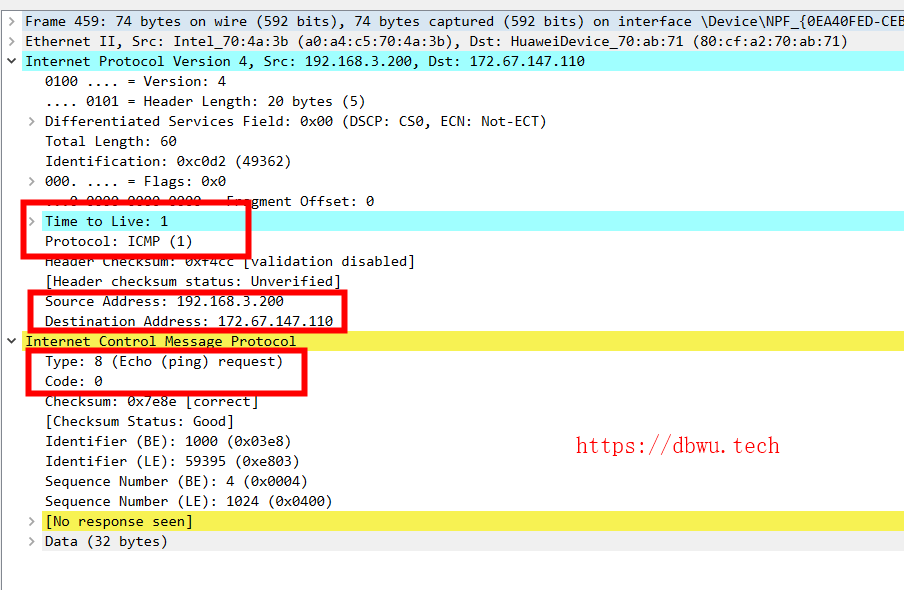 Frame 459: 74 bytes on wire (592 bits), 74 bytes captured (592 bits) on interface \Device\NPF_{0EA40FED-CEB
Ethernet II, Src: Intel_70:4a:3b (a0:a4:c5:70:4a:3b), Dst: HuaweiDevice_70:ab:71 (80:cf:a2:70:ab:71)
Internet Protocol Version 4, Src: 192.168.3.200, Dst: 172.67.147.110
0100 .... = Version: 4
.... 0101 = Header Length: 20 bytes (5)
Differentiated Services Field: 0x00 (DSCP: CS0, ECN: Not-ECT)
Total Length: 60
Identification: 0xc0d2 (49362)
000. .... = Flags: 0x0
...0 0000 0000 0000 = Fragment Offset: 0
Time to Live: 1
Protocol: ICMP (1)
Header Checksum: 0xf4cc [validation disabled]
[Header checksum status: Unverified]
Source Address: 192.168.3.200
Destination Address: 172.67.147.110
Internet Control Message Protocol
Type: 8 (Echo (ping) request)
Code: 0
Checksum: 0x7e8e [correct]
[Checksum Status: Good]
Identifier (BE): 1000 (0x03e8)
https://dbwu.tech
Identifier (LE): 59395 (0xe803)
Sequence Number (BE): 4 (0x0004)
Sequence Number (LE): 1024 (0x0400)
[No response seen]
Data (32 bytes)